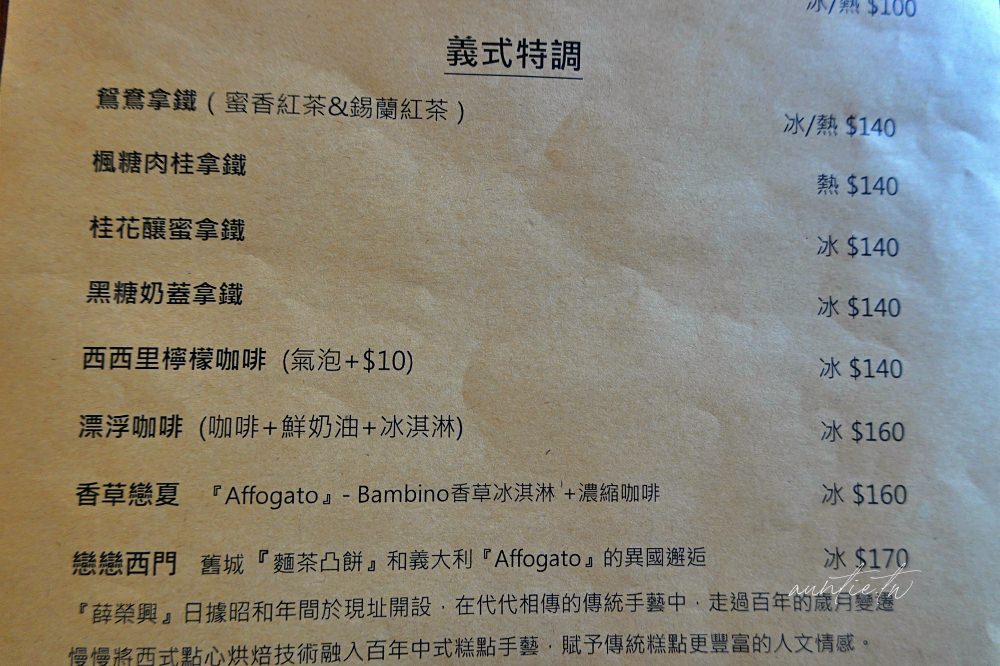 冰/熱 $100
義式特調
鴛鴦拿鐵 ( 蜜香紅茶&錫蘭紅茶 ) 冰/熱 $140
楓糖肉桂拿鐵 熱 $140
桂花釀蜜拿鐵 冰 $140
黑糖奶蓋拿鐵 冰 $140
西西里檸檬咖啡 (氣泡+$10) 冰 $140
漂浮咖啡 (咖啡+鮮奶油+冰淇淋) 冰 $160
香草戀夏 『Affogato』- Bambino香草冰淇淋 +濃縮咖啡 冰 $160
戀戀西門 舊城『麵茶凸餅』和義大利『Affogato』的異國邂逅 冰 $170
auntie.tw
『薛榮興』日據昭和年間於現址開設，在代代相傳的傳統手藝中，走過百年的歲月變遷
慢慢將西式點心烘焙技術融入百年中式糕點手藝，賦予傳統糕點更豐富的人文情感。